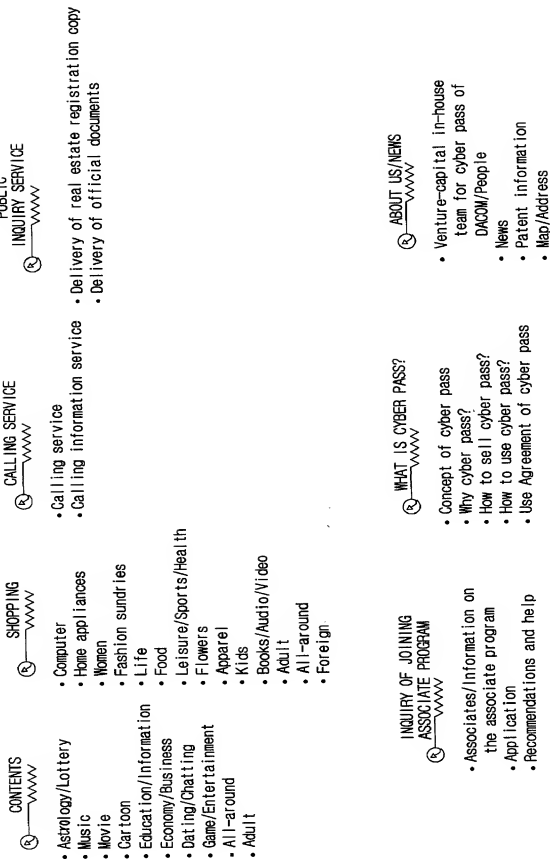 Ⓡ CONTENTS
• Astrology/Lottery
• Music
• Movie
• Cartoon
• Education/Information
• Economy/Business
• Dating/Chatting
• Game/Entertainment
• All-around
• Adult
Ⓡ SHOPPING
• Computer
• Home appliances
• Women
• Fashion sundries
• Life
• Food
• Leisure/Sports/Health
• Flowers
• Apparel
• Kids
• Books/Audio/Video
• Adult
• All-around
• Foreign
Ⓡ CALLING SERVICE
• Calling service
• Calling information service
PUBLIC
Ⓡ INQUIRY SERVICE
• Delivery of real estate registration copy
• Delivery of official documents
INQUIRY OF JOINING
Ⓡ ASSOCIATE PROGRAM
• Associates/Information on
the associate program
• Application
• Recommendations and help
Ⓡ WHAT IS CYBER PASS?
• Concept of cyber pass
• Why cyber pass?
• How to sell cyber pass?
• How to use cyber pass?
• Use Agreement of cyber pass
Ⓡ ABOUT US/NEWS
• Venture-capital in-house
team for cyber pass of
DACOM/People
• News
• Patent information
• Map/Address